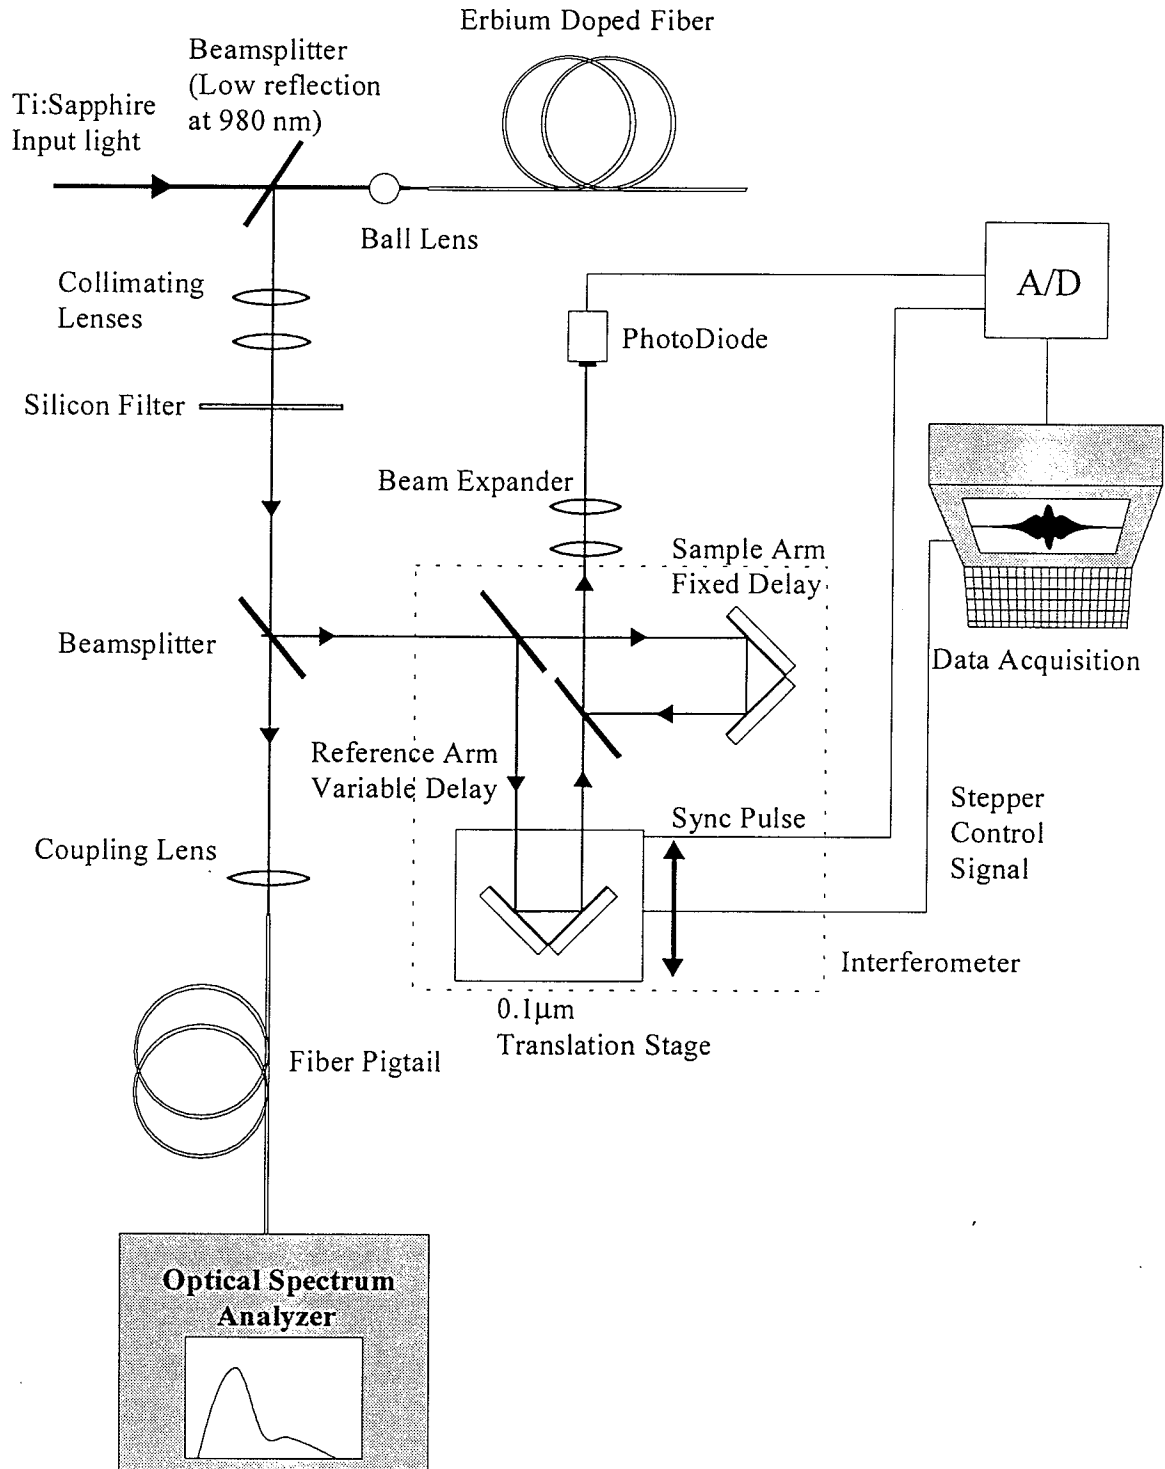 Erbium Doped Fiber
Beamsplitter
(Low reflection
at 980 nm)
Ti:Sapphire
Input light
Ball Lens
Collimating
Lenses
A/D
PhotoDiode
Silicon Filter
Beam Expander
Sample Arm
Fixed Delay
Beamsplitter
Data Acquisition
Reference Arm
Variable Delay
Sync Pulse
Stepper
Control
Signal
Coupling Lens
Interferometer
0.1μm
Translation Stage
Fiber Pigtail
Optical Spectrum
Analyzer